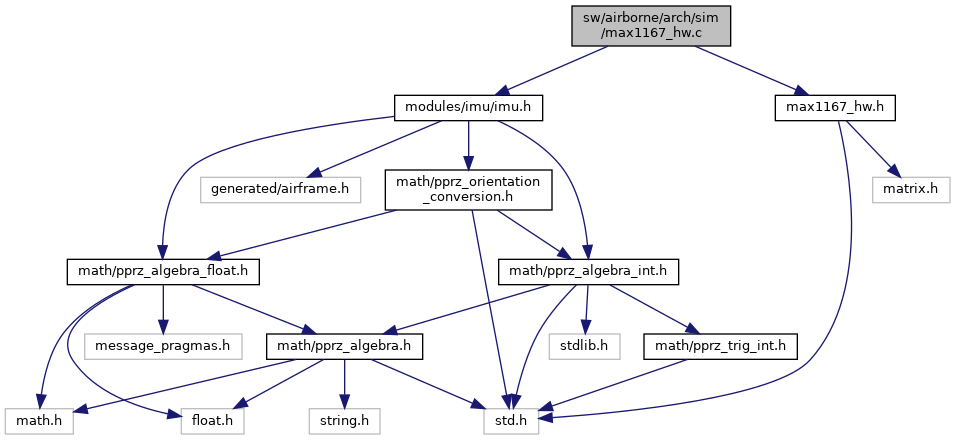 sw/airborne/arch/sim
/max1167_hw.c
modules/imu/imu.h
max1167_hw.h
generated/airframe.h
math/pprz_orientation
_conversion.h
matrix.h
math/pprz_algebra_float.h
math/pprz_algebra_int.h
message_pragmas.h
math/pprz_algebra.h
stdlib.h
math/pprz_trig_int.h
math.h
float.h
string.h
std.h